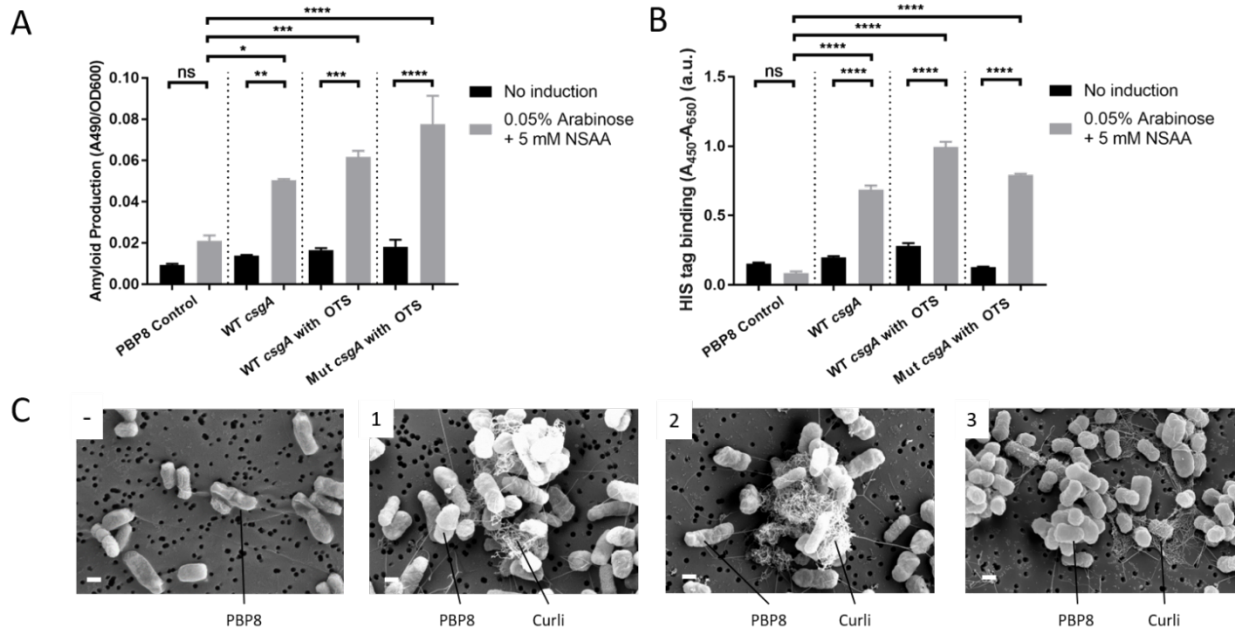 A
****
***
*
ns
**
***
****
Amyloid Production (A490/OD600)
0.10
0.08
0.06
0.04
0.02
0.00
PBP8 Control
WT csgA
WT csgA with OTS
Mut csgA with OTS
No induction
0.05% Arabinose
+ 5 mM NSAA
B
****
****
****
ns
****
****
****
HIS tag binding (A450-A650) (a.u.)
1.5
1.0
0.5
0.0
PBP8 Control
WT csgA
WT csgA with OTS
Mut csgA with OTS
No induction
0.05% Arabinose
+ 5 mM NSAA
C
-
1
2
3
PBP8
PBP8 Curli
PBP8 Curli
PBP8 Curli